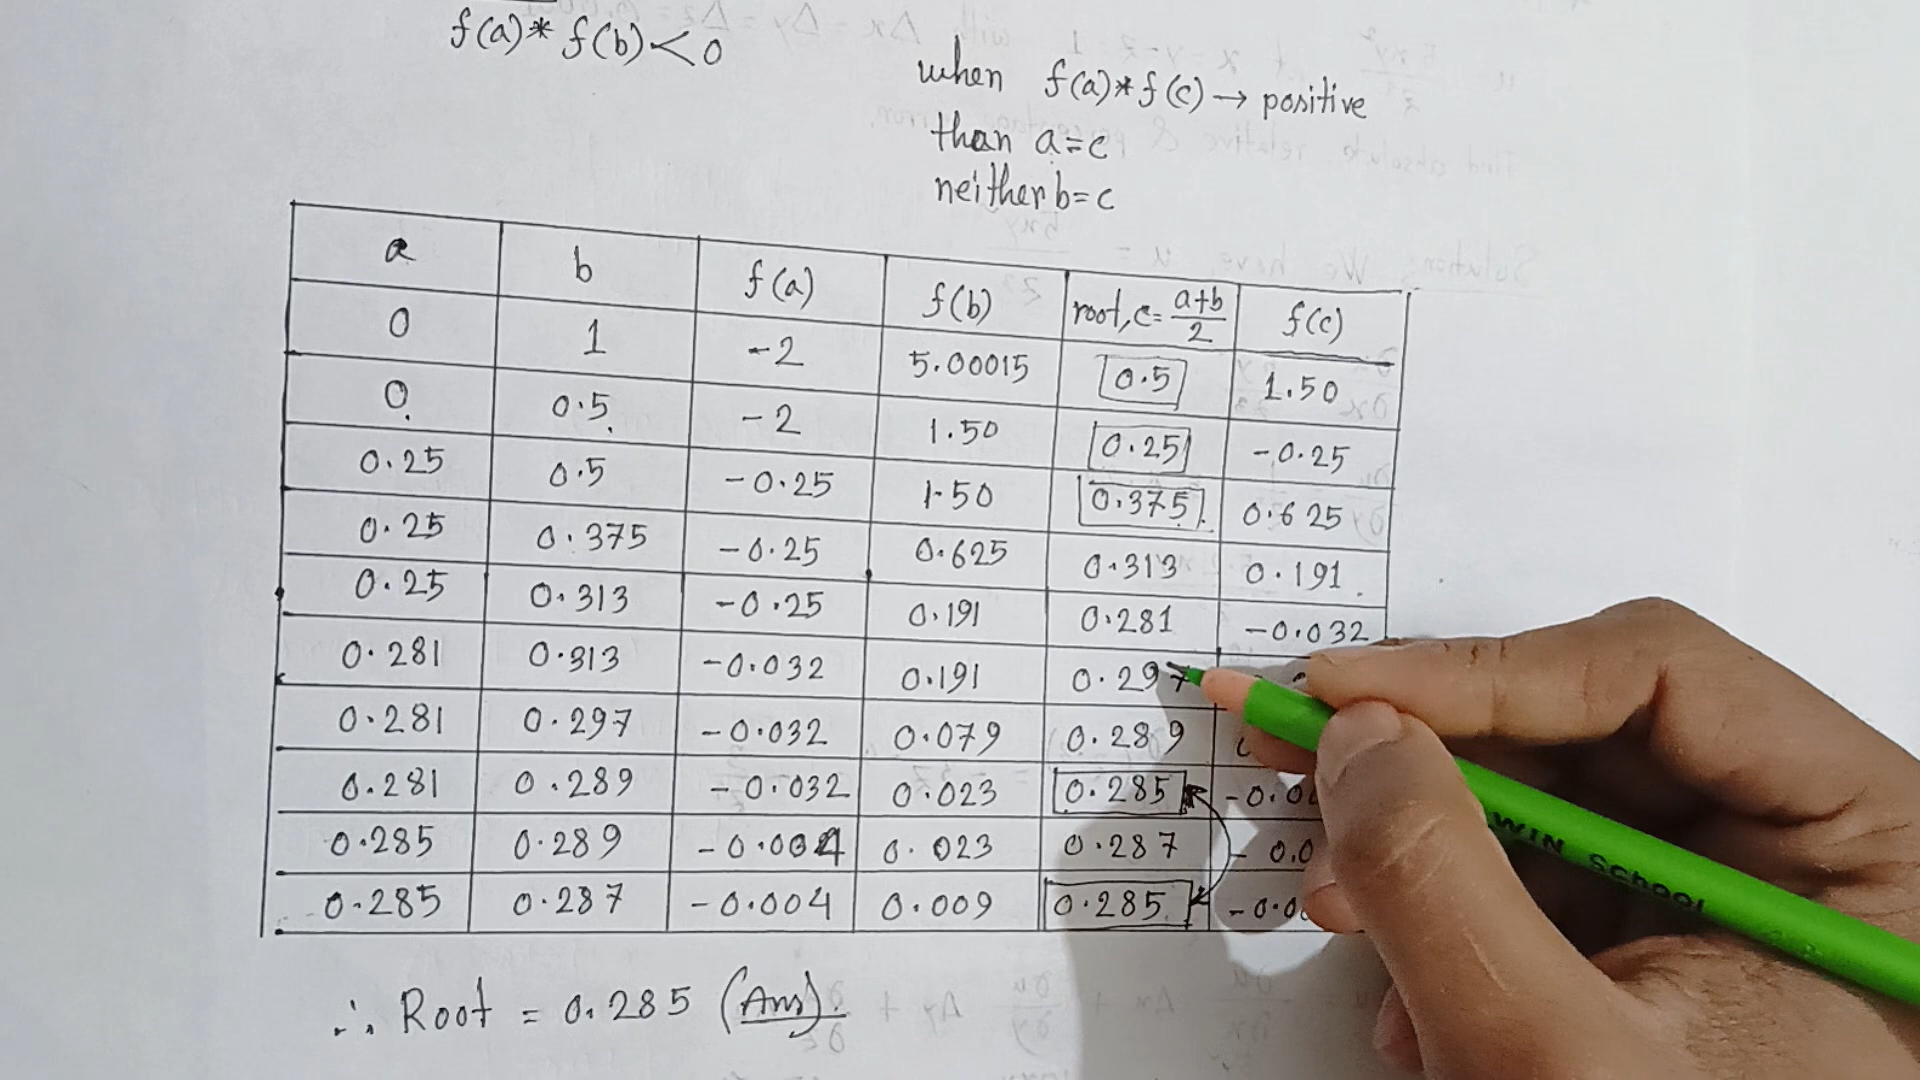 f(a)* f(b)<0
when f(a)*f(c)→ positive
than a=c
neither b=c
a b f(a) f(b) root, c= a+b/2 f(c)
0 1 -2 5.00015 0.5 1.50
0 0.5 -2 1.50 0.25 -0.25
0.25 0.5 -0.25 1.50 0.375 0.625
0.25 0.375 -0.25 0.625 0.313 0.191
0.25 0.313 -0.25 0.191 0.281 -0.032
0.281 0.313 -0.032 0.191 0.297
0.281 0.297 -0.032 0.079 0.289
0.281 0.289 -0.032 0.023 0.285
0.285 0.289 -0.004 0.023 0.287
0.285 0.287 -0.004 0.009 0.285
∴ Root = 0.285 (Ans).
WIN School